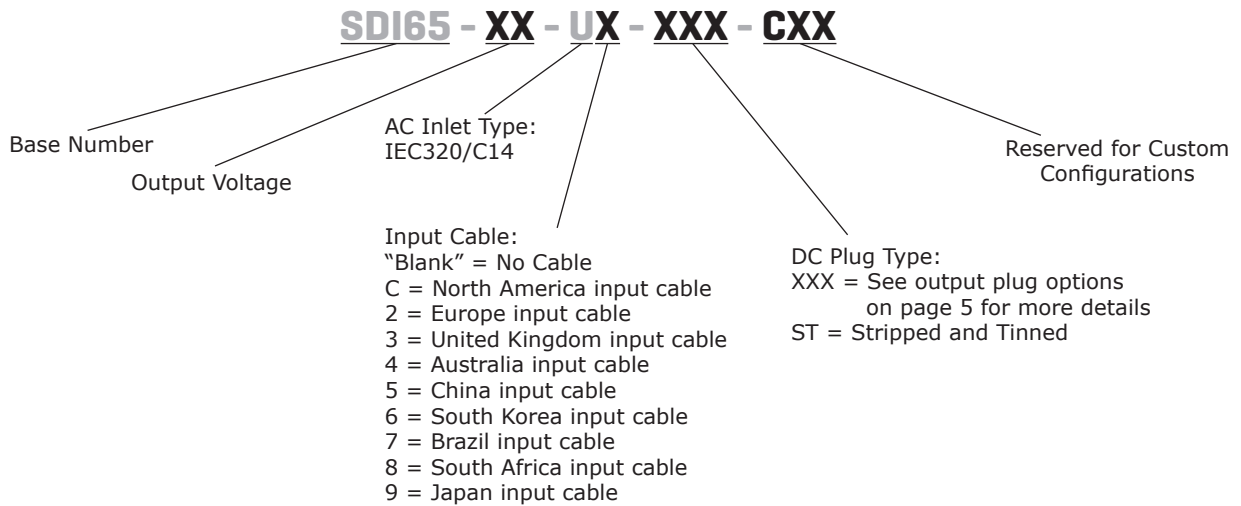 SDI65 - XX - UX - XXX - CXX
Base Number
Output Voltage
AC Inlet Type:
IEC320/C14
Input Cable:
“Blank” = No Cable
C = North America input cable
2 = Europe input cable
3 = United Kingdom input cable
4 = Australia input cable
5 = China input cable
6 = South Korea input cable
7 = Brazil input cable
8 = South Africa input cable
9 = Japan input cable
DC Plug Type:
XXX = See output plug options
on page 5 for more details
ST = Stripped and Tinned
Reserved for Custom
Configurations